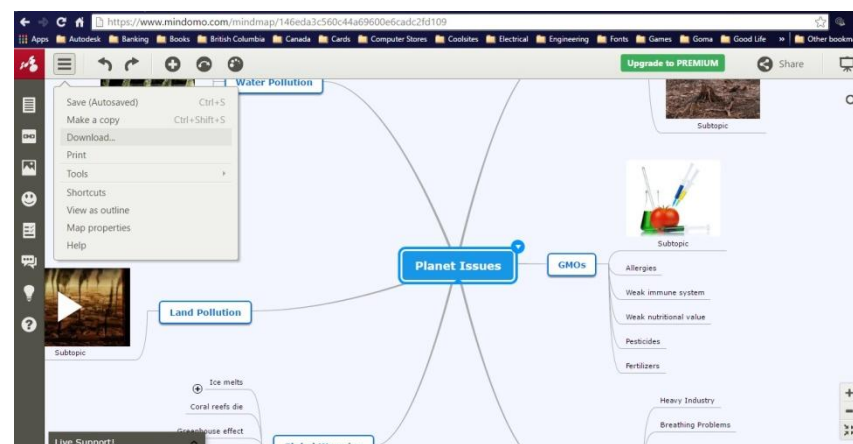 https://www.mindomo.com/mindmap/146eda3c560c44a69600e6cadc2fd109
Apps Autodesk Banking Books British Columbia Canada Cards Computer Stores Coolsites Electrical Engineering Fonts Games Goma Good Life » Other bookm
Upgrade to PREMIUM Share
Water Pollution
Save (Autosaved) Ctrl+S
Make a copy Ctrl+Shift+S
Download...
Print
Tools
Shortcuts
View as outline
Map properties
Help
Subtopic
Subtopic
Planet Issues
GMOs
Allergies
Weak immune system
Weak nutritional value
Pesticides
Fertilizers
Land Pollution
Subtopic
Ice melts
Coral reefs die
Greenhouse effect
Heavy Industry
Breathing Problems
Live Support!